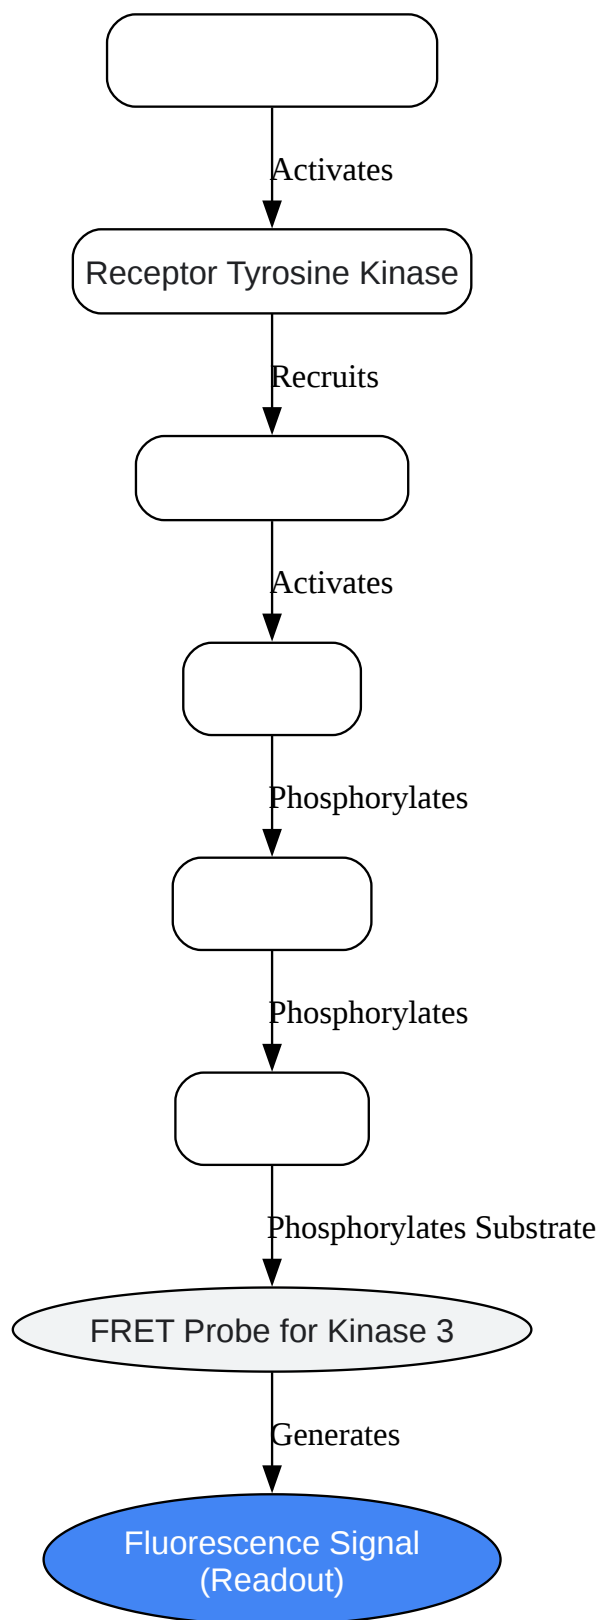 Activates
Receptor Tyrosine Kinase
Recruits
Activates
Phosphorylates
Phosphorylates
Phosphorylates Substrate
FRET Probe for Kinase 3
Generates
Fluorescence Signal
(Readout)